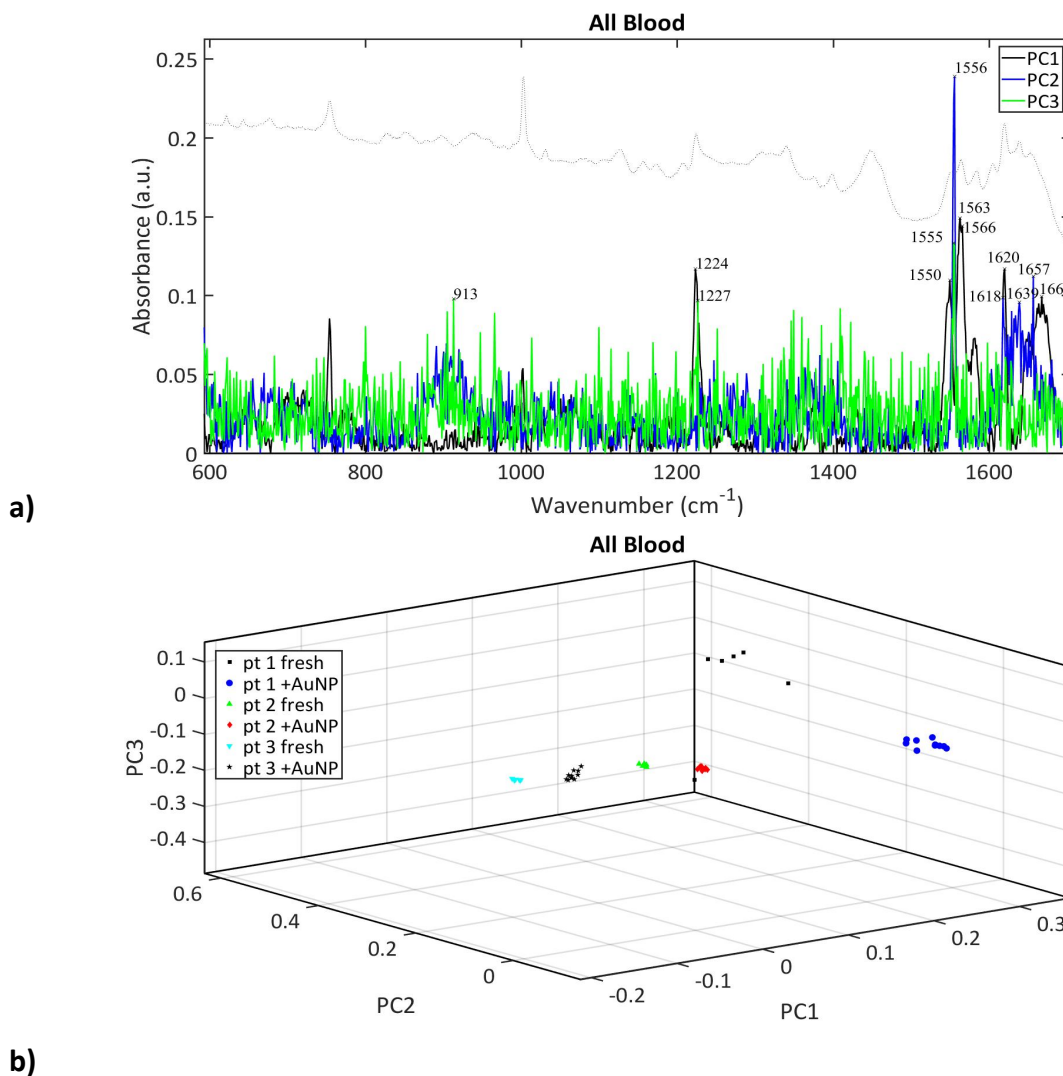 All Blood
PC1
PC2
PC3
Absorbance (a.u.)
0.25
0.2
0.15
0.1
0.05
0
1556
1563
1566
1555
1550
1224
1227
913
1620
1657
1618
1639
166
600
800
1000
1200
1400
1600
Wavenumber (cm⁻¹)
a)
All Blood
pt 1 fresh
pt 1 +AuNP
pt 2 fresh
pt 2 +AuNP
pt 3 fresh
pt 3 +AuNP
PC3
0.1
0
-0.1
-0.2
-0.3
-0.4
0.6
0.4
0.2
0
PC2
-0.2
-0.1
0
0.1
0.2
0.3
PC1
b)